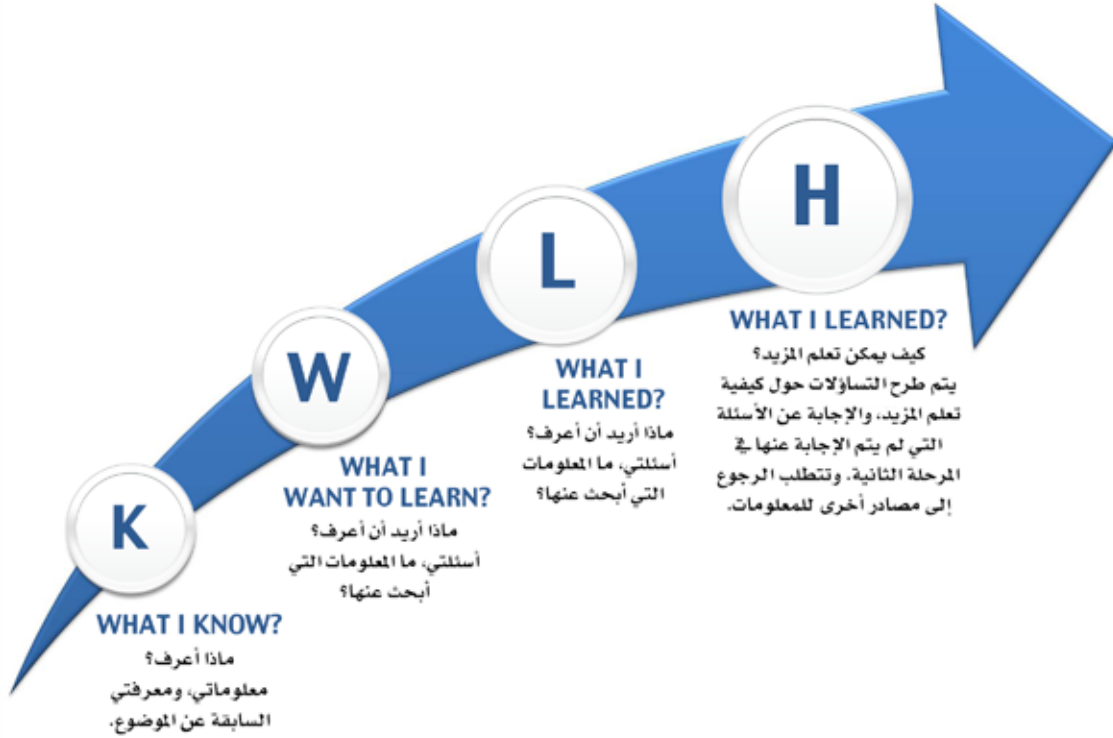 K
WHAT I KNOW?
ماذا أعرف؟
معلوماتي، ومعرفتي
السابقة عن الموضوع.
W
WHAT I
WANT TO LEARN?
ماذا أريد أن أعرف؟
أسئلتي، ما المعلومات التي
أبحث عنها؟
L
WHAT I
LEARNED?
ماذا أريد أن أعرف؟
أسئلتي، ما المعلومات
التي أبحث عنها؟
H
WHAT I LEARNED?
كيف يمكن تعلم المزيد؟
يتم طرح التساؤلات حول كيفية
تعلم المزيد، والإجابة عن الأسئلة
التي لم يتم الإجابة عنها في
المرحلة الثانية. وتتطلب الرجوع
إلى مصادر أخرى للمعلومات.